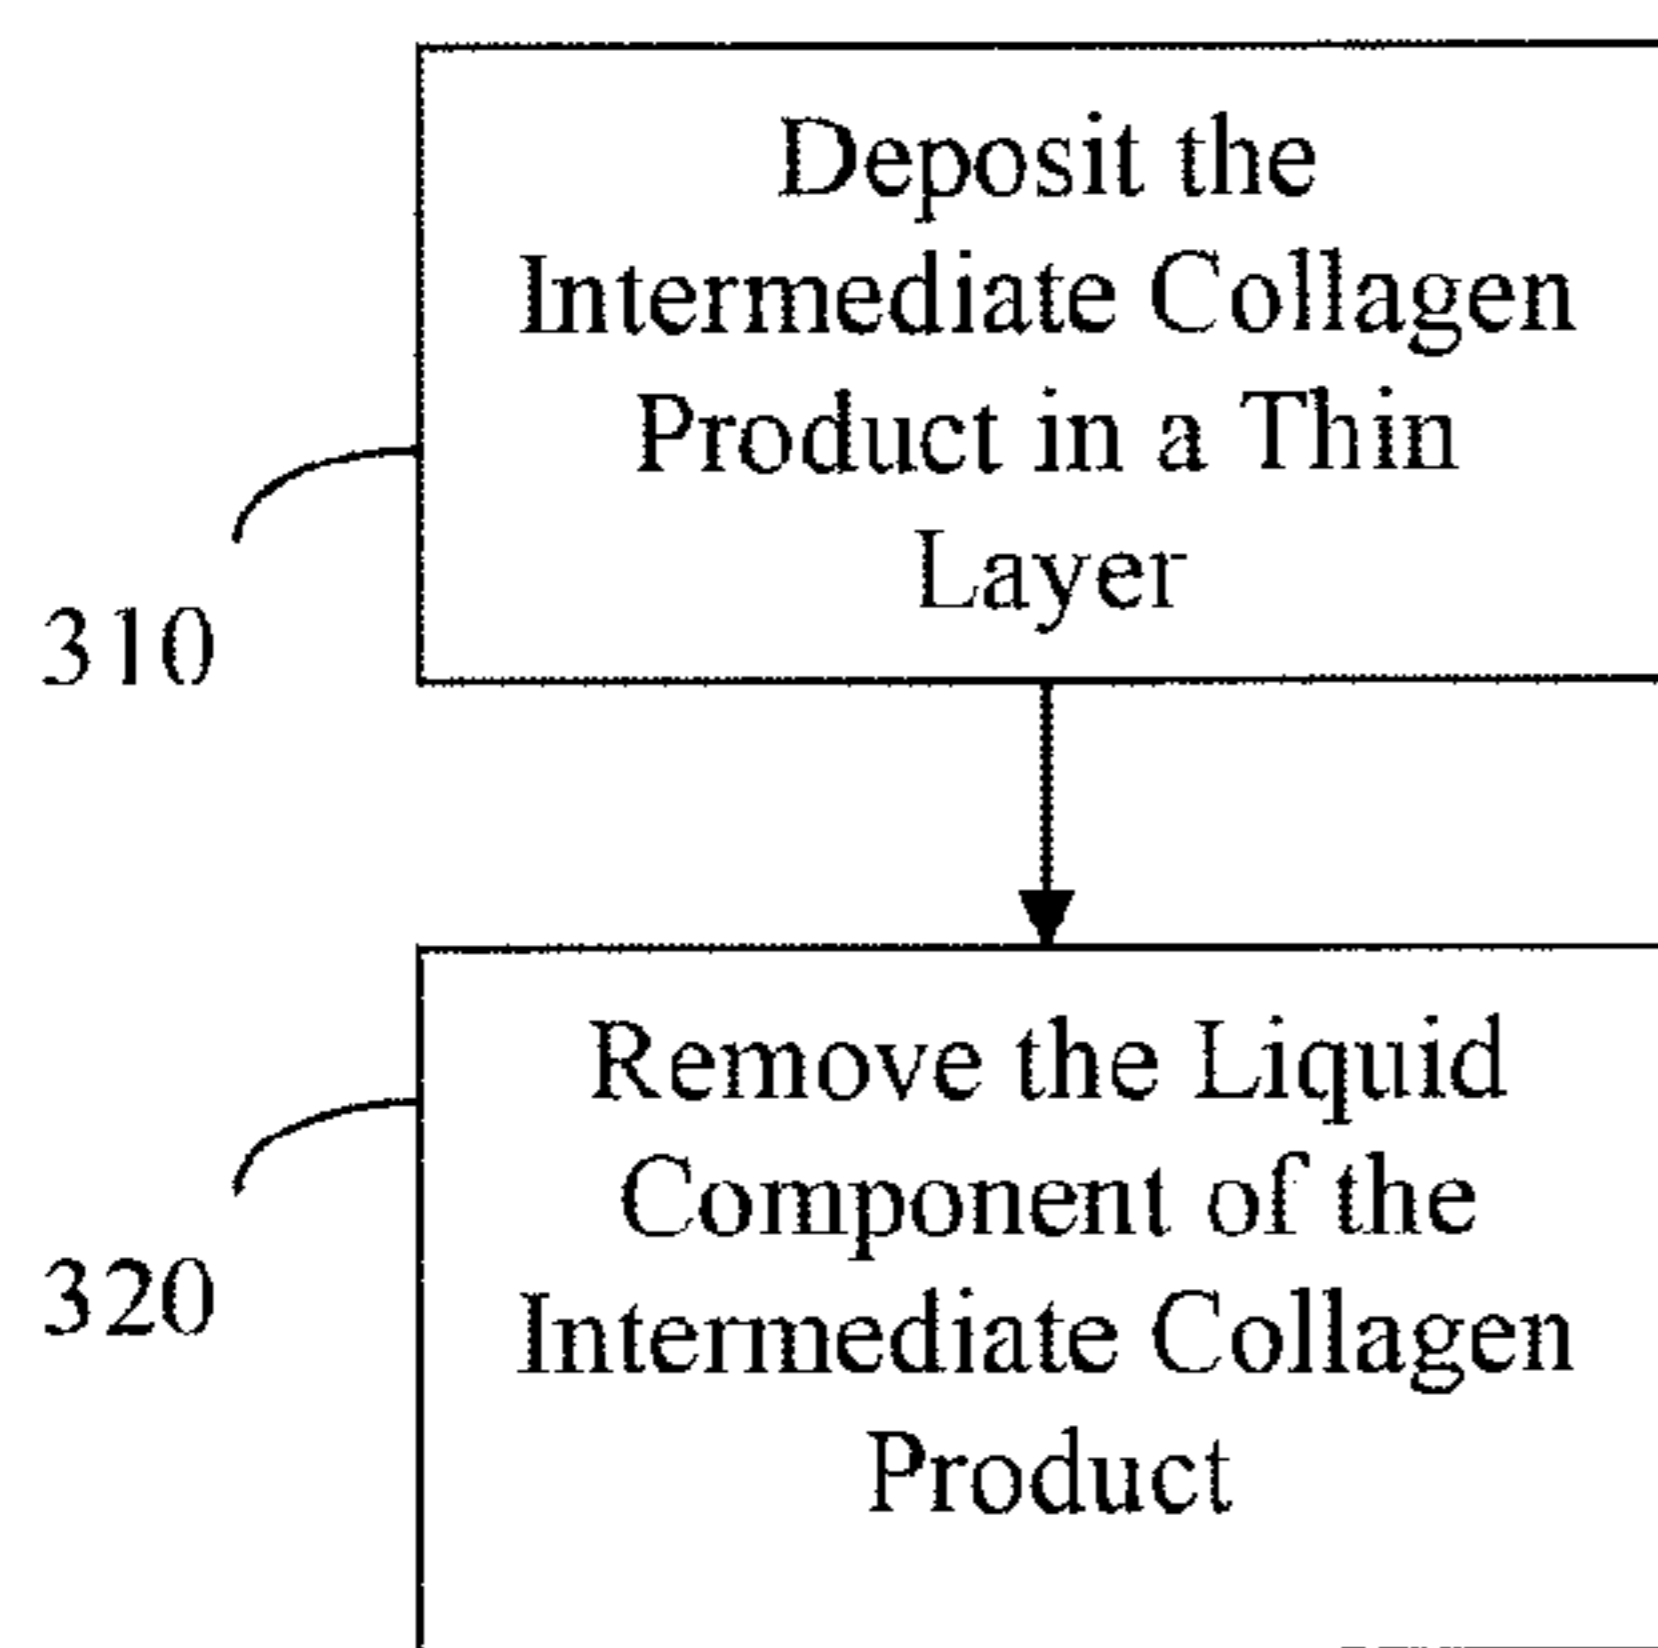 Deposit the
Intermediate Collagen
Product in a Thin
Layer
310
Remove the Liquid
Component of the
Intermediate Collagen
Product
320